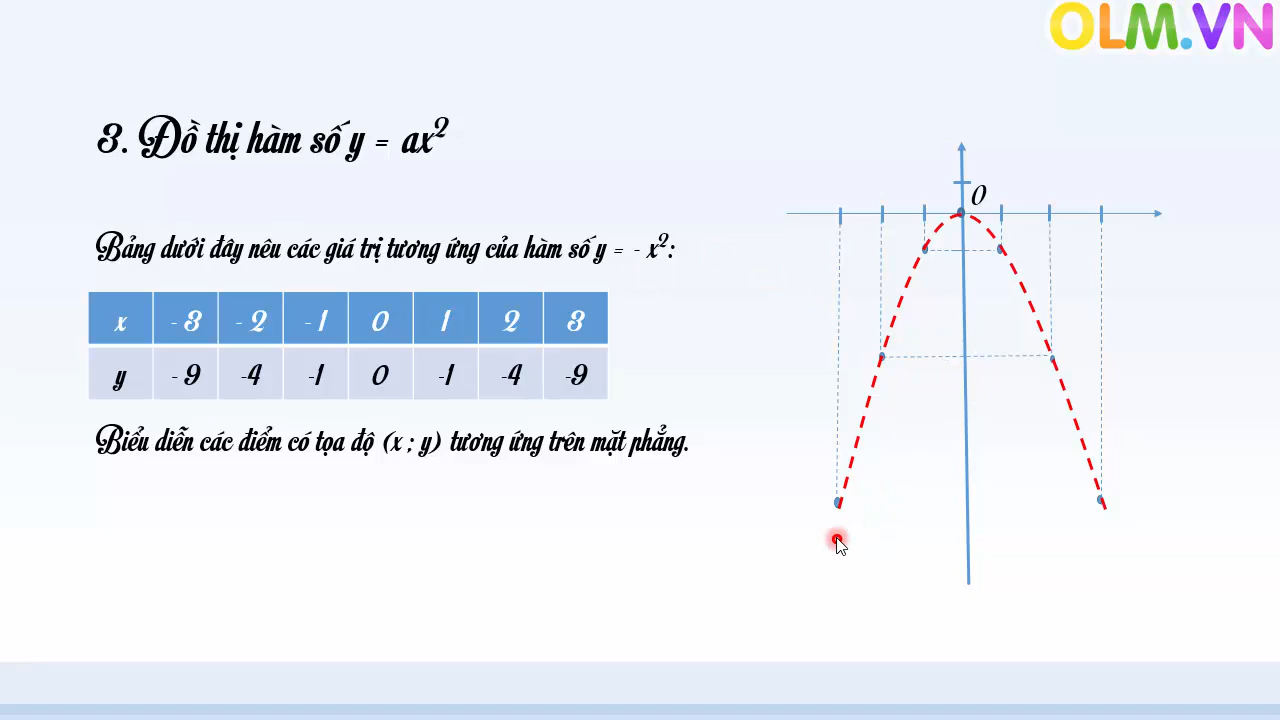 OLM.VN
3. Đồ thị hàm số y = ax²
Bảng dưới đây nêu các giá trị tương ứng của hàm số y = - x²:
x - 3 - 2 - 1 0 1 2 3
y - 9 -4 -1 0 -1 -4 -9
Biểu diễn các điểm có tọa độ (x ; y) tương ứng trên mặt phẳng.
0